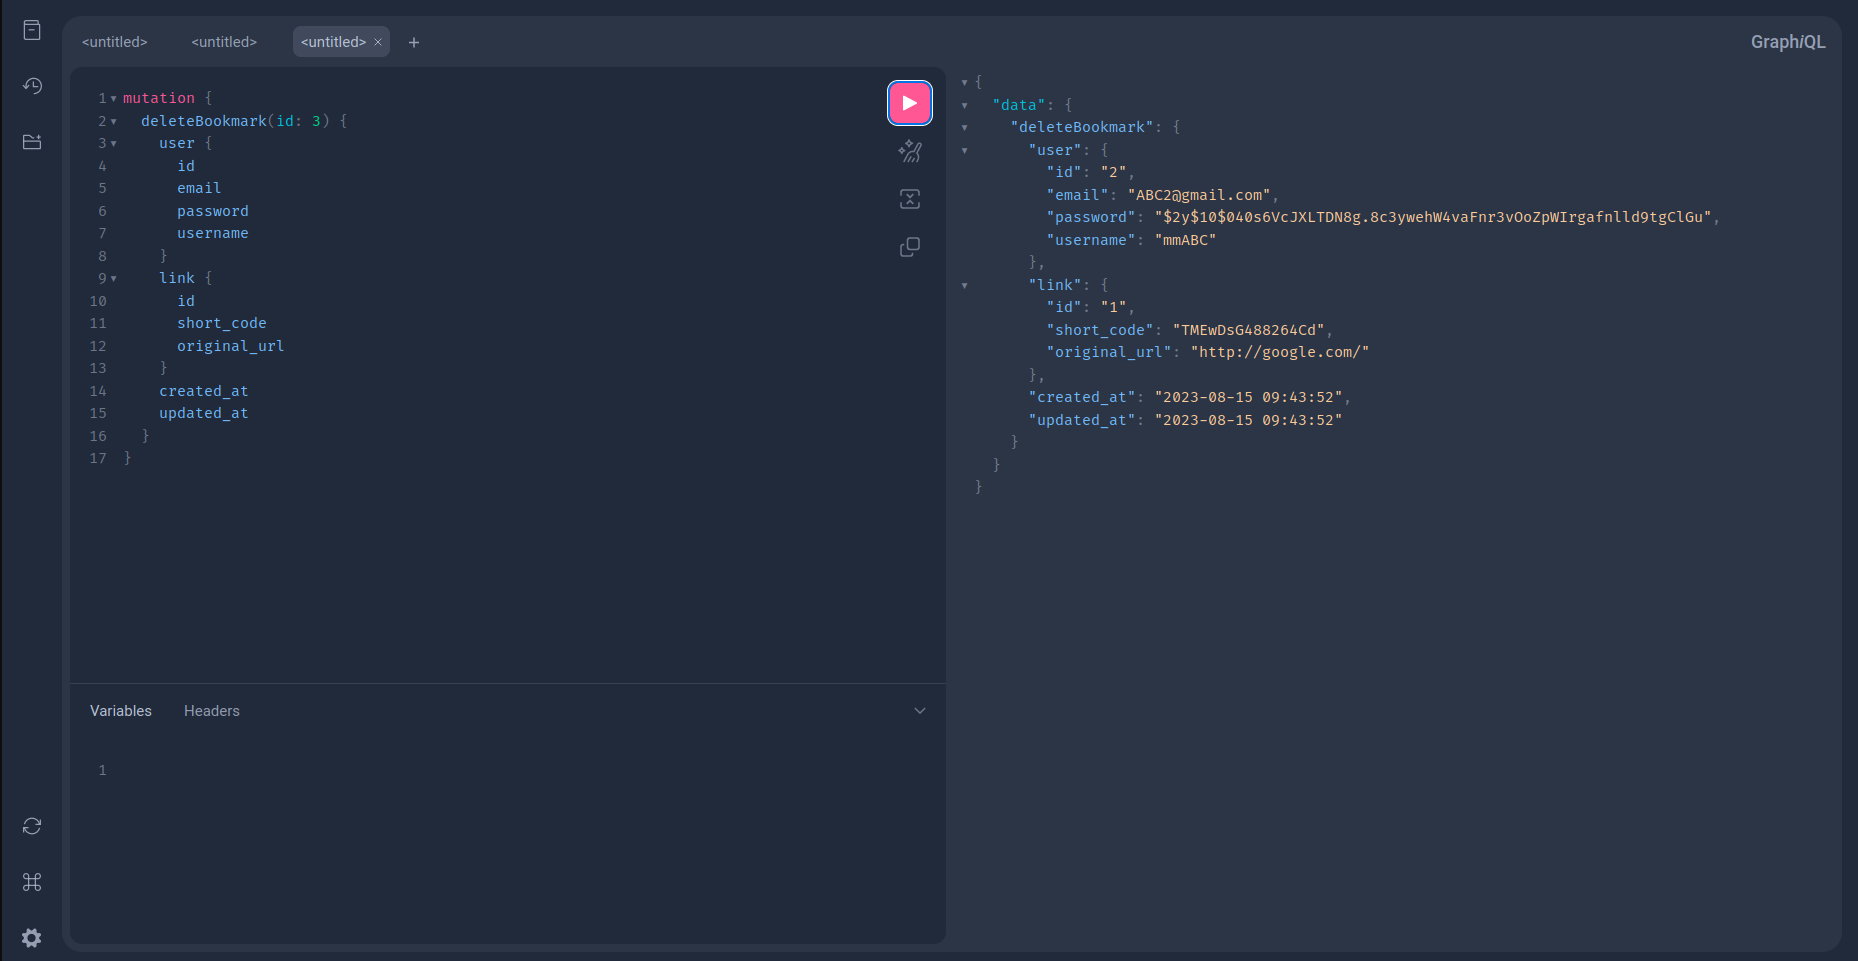 <untitled> <untitled> <untitled> × +
GraphiQL
1 mutation {
2 deleteBookmark(id: 3) {
3 user {
4 id
5 email
6 password
7 username
8 }
9 link {
10 id
11 short_code
12 original_url
13 }
14 created_at
15 updated_at
16 }
17 }
{
"data": {
"deleteBookmark": {
"user": {
"id": "2",
"email": "ABC2@gmail.com",
"password": "$2y$10$040s6VcJXLTDN8g.8c3ywehW4vaFnr3vOoZpWIrgafnlld9tgClGu",
"username": "mmABC"
},
"link": {
"id": "1",
"short_code": "TMEwDsG488264Cd",
"original_url": "http://google.com/"
},
"created_at": "2023-08-15 09:43:52",
"updated_at": "2023-08-15 09:43:52"
}
}
}
Variables Headers
1